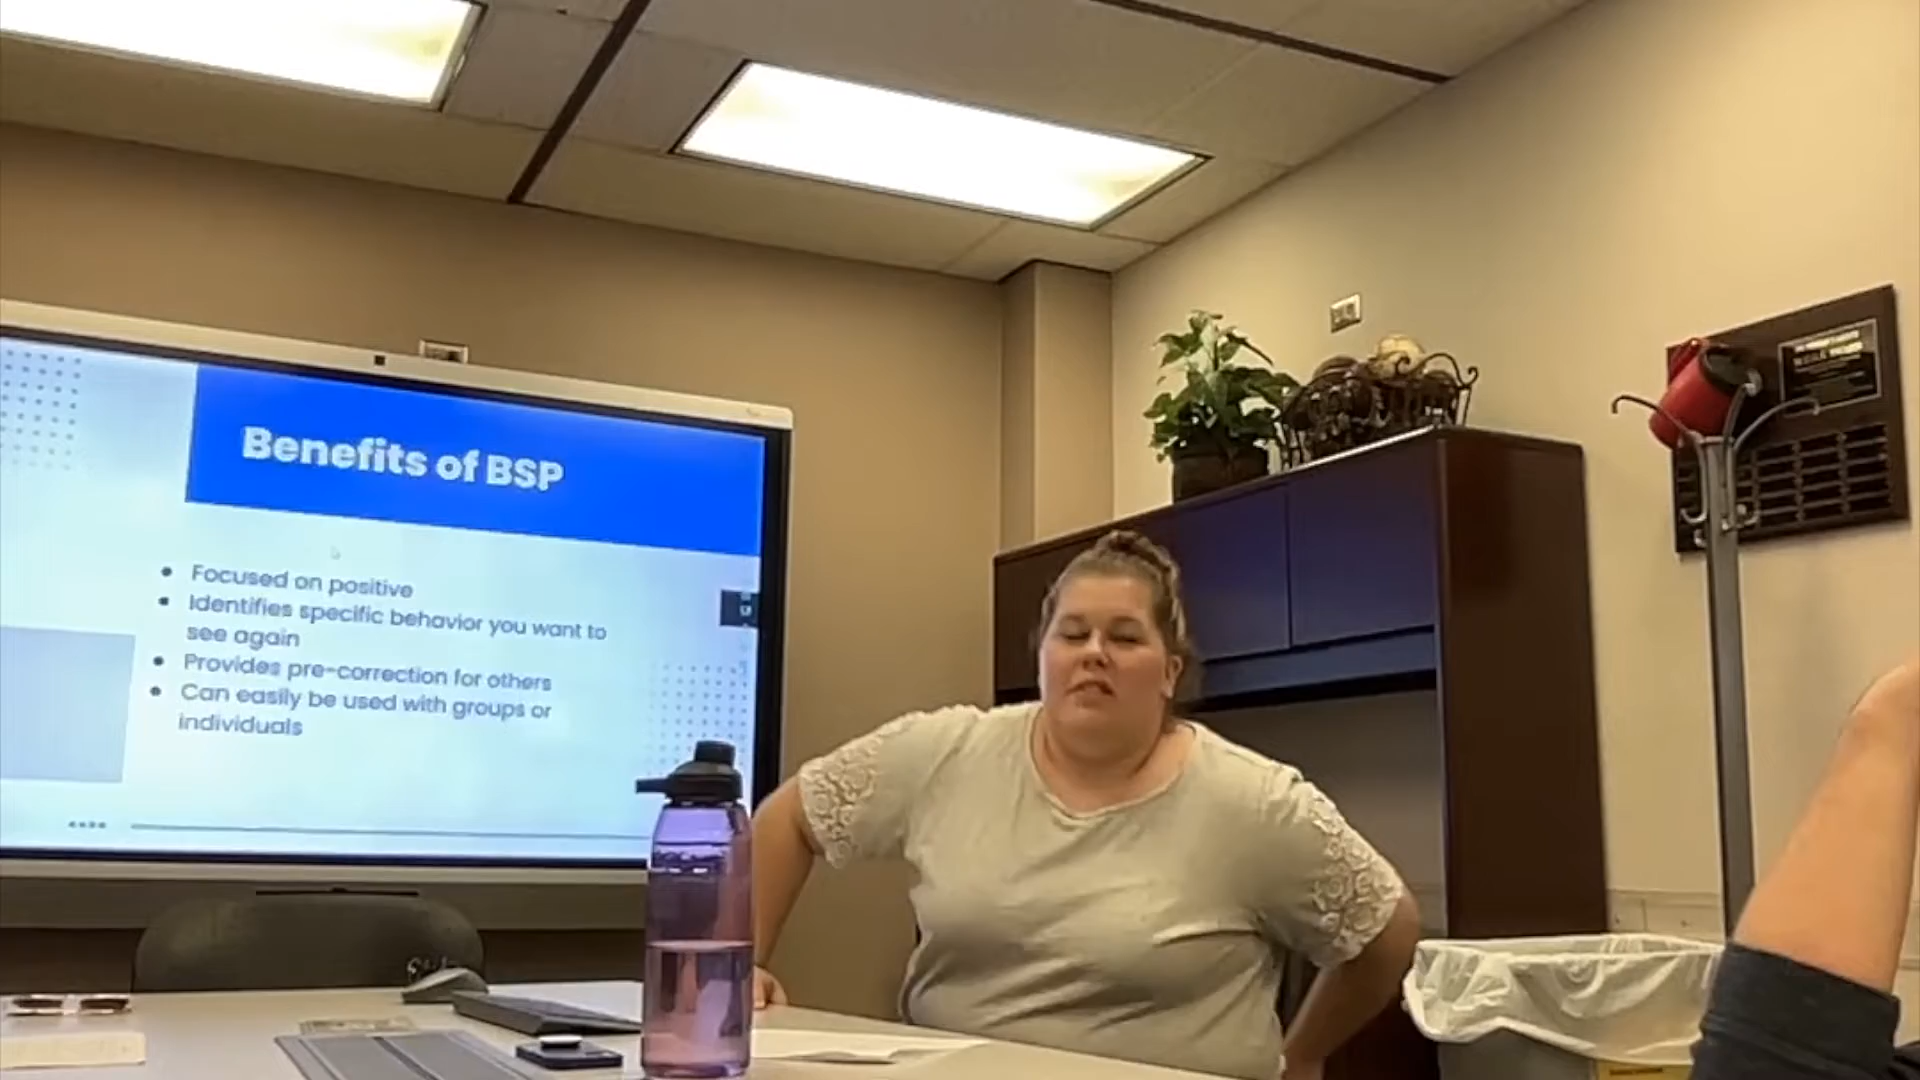 Benefits of BSP
Focused on positive
Identifies specific behavior you want to
see again
Provides pre-correction for others
Can easily be used with groups or
individuals